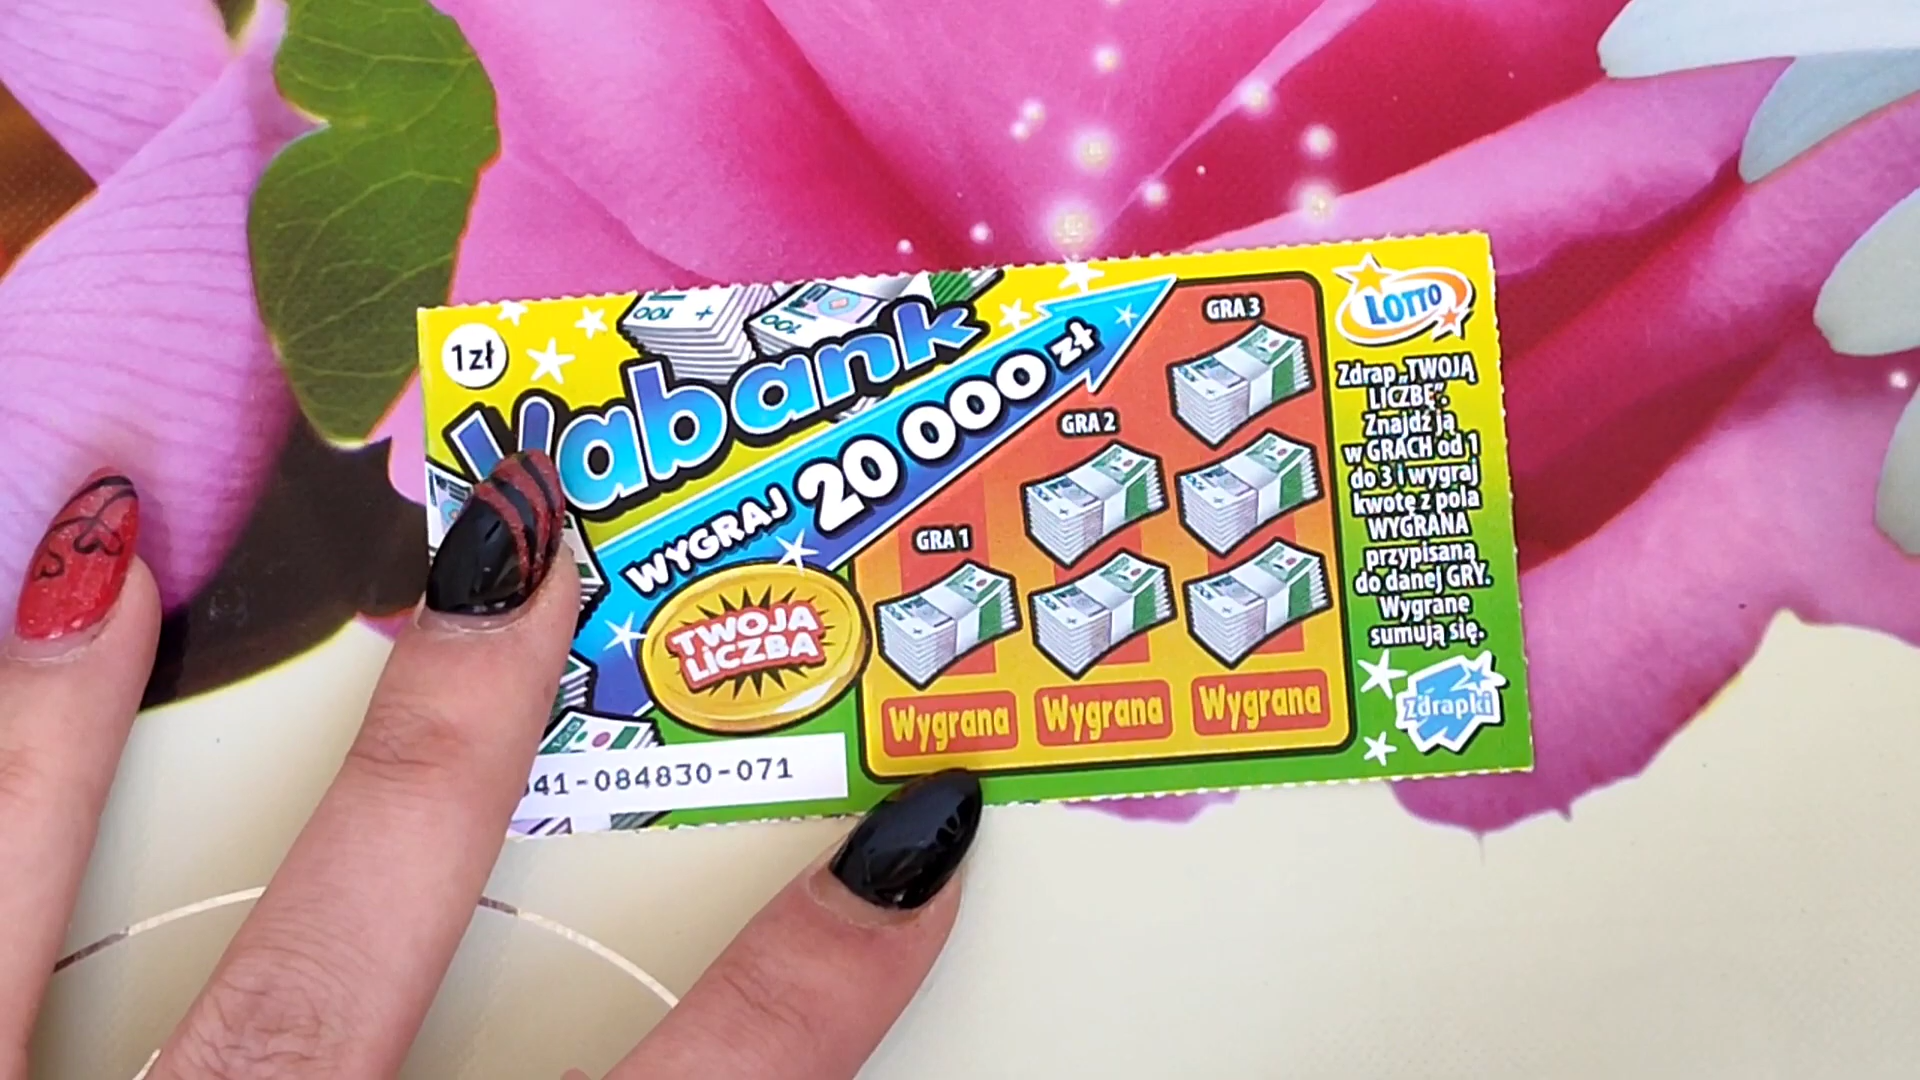 1zł
Vabank
WYGRAJ 20 000 zł
TWOJA
LICZBA
41-084830-071
GRA 1
GRA 2
GRA 3
Wygrana
Wygrana
Wygrana
LOTTO
Zdrap „TWOJĄ
LICZBĘ”.
Znajdź ją
w GRACH od 1
do 3 i wygraj
kwotę z pola
WYGRANA
przypisaną
do danej GRY.
Wygrane
sumują się.
Zdrapki